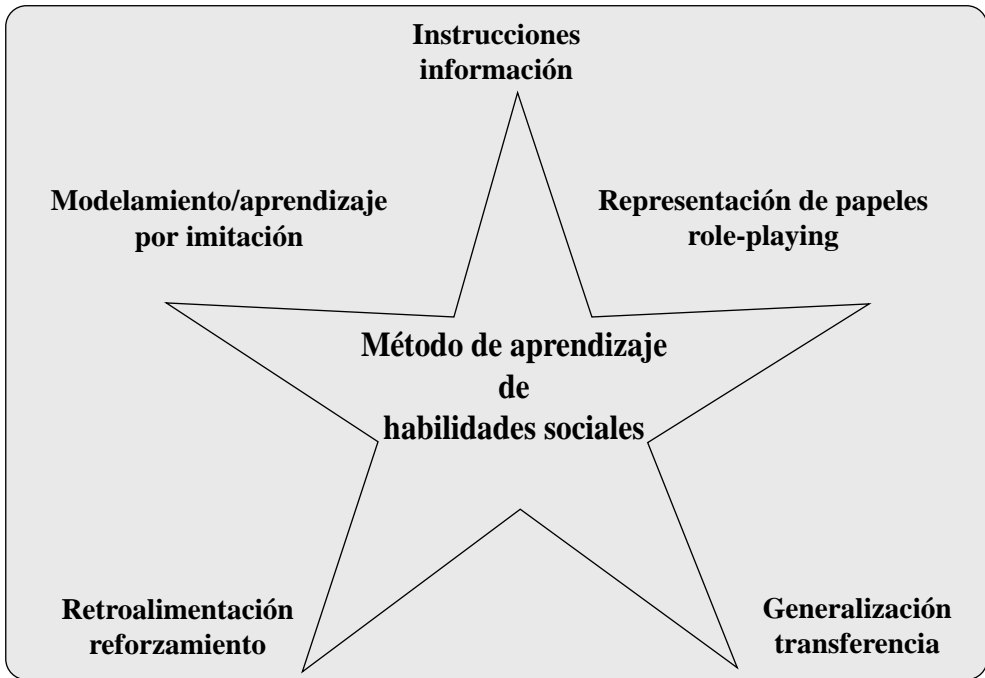 Instrucciones
información
Modelamiento/aprendizaje
por imitación
Representación de papeles
role-playing
Método de aprendizaje
de
habilidades sociales
Retroalimentación
reforzamiento
Generalización
transferencia